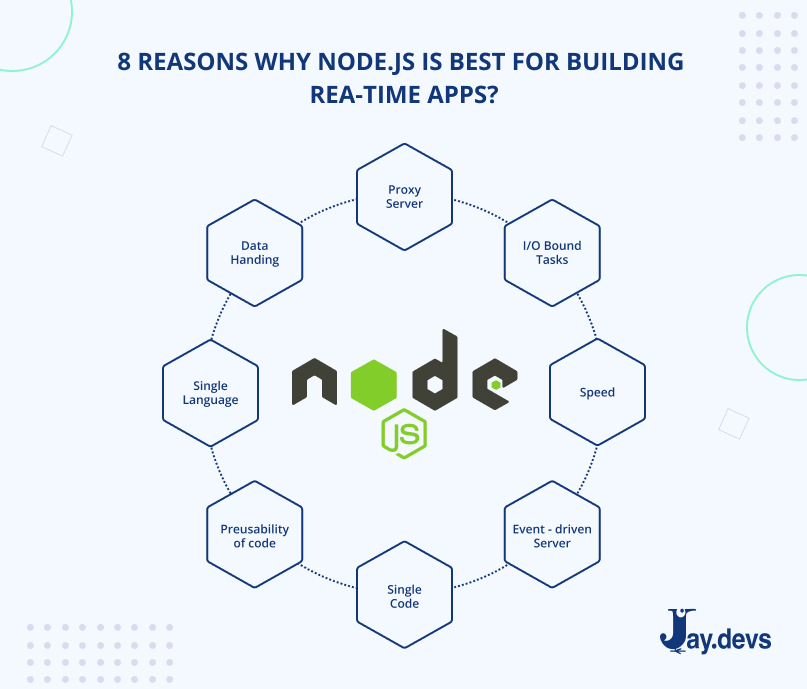 8 REASONS WHY NODE.JS IS BEST FOR BUILDING
REA-TIME APPS?
Proxy
Server
I/O Bound
Tasks
Speed
Event - driven
Server
Single
Code
Preusability
of code
Single
Language
Data
Handing
node
JS
Jay.devs